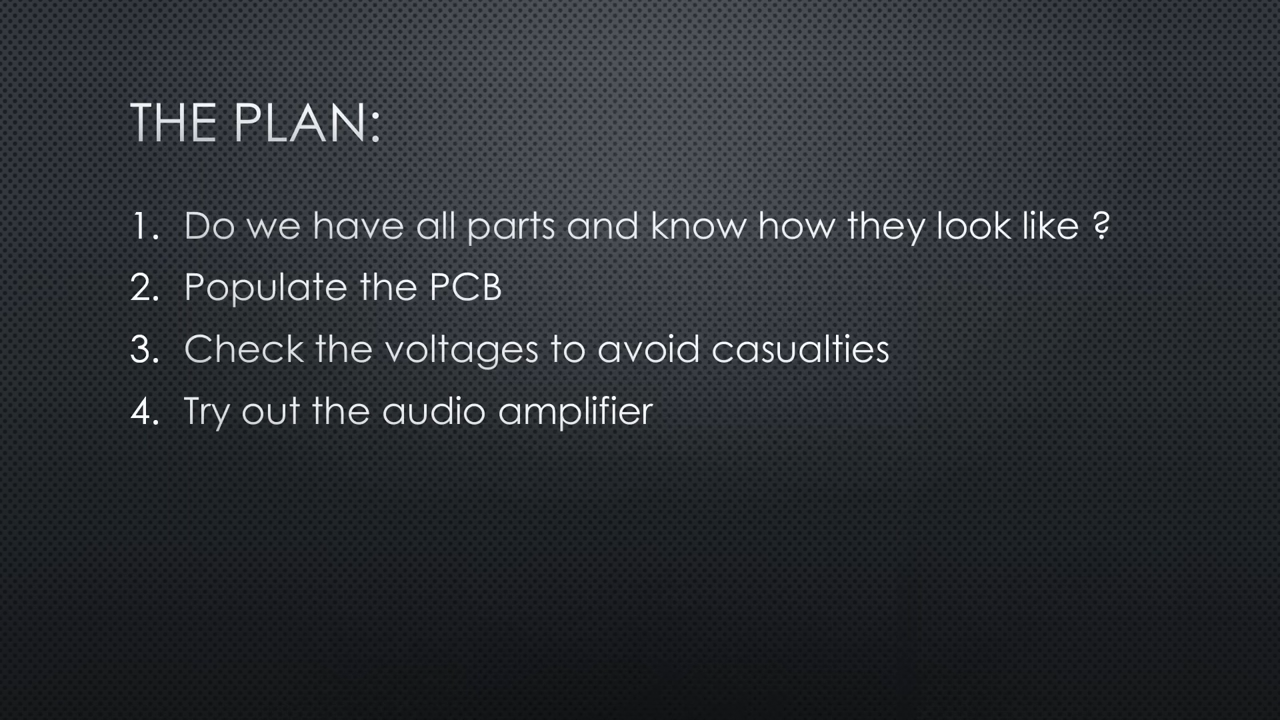 THE PLAN:
1. Do we have all parts and know how they look like ?
2. Populate the PCB
3. Check the voltages to avoid casualties
4. Try out the audio amplifier